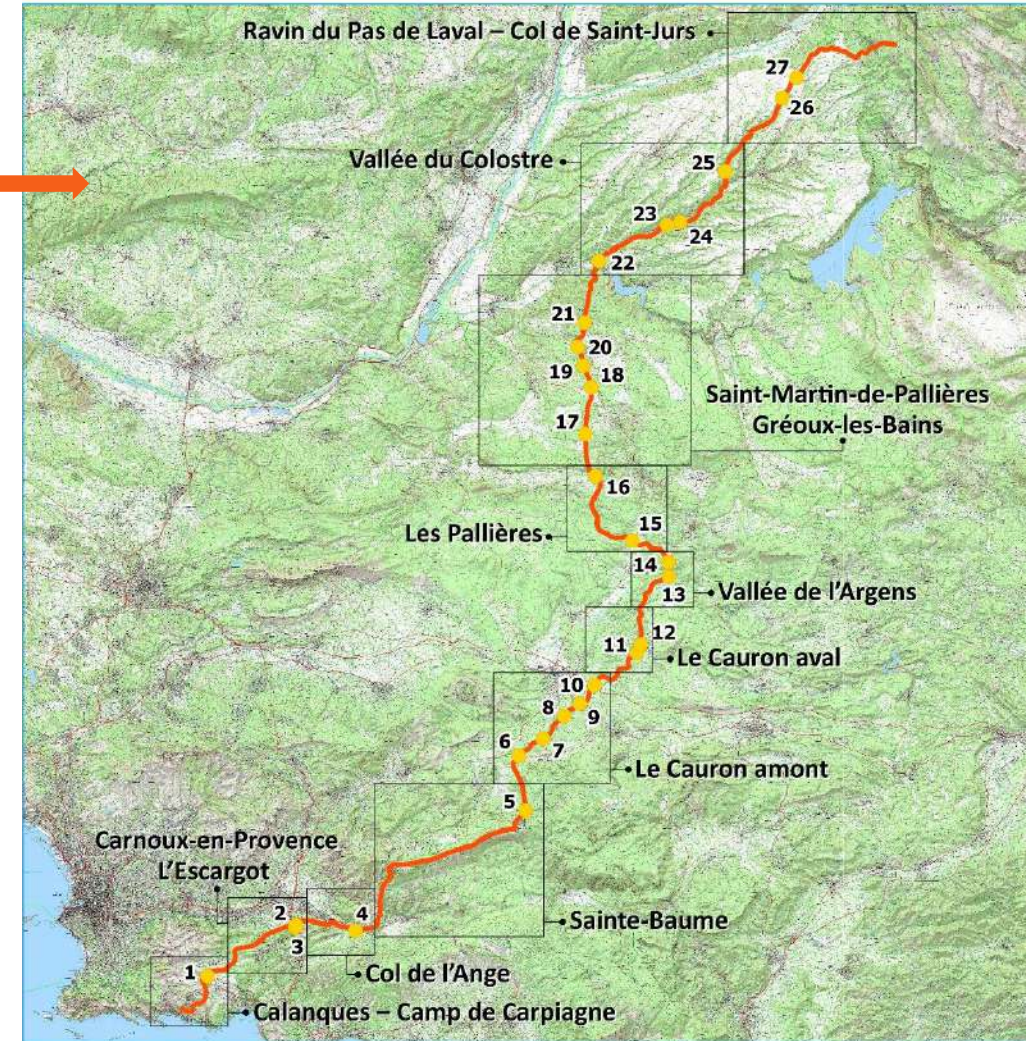 Ravin du Pas de Laval – Col de Saint-Jurs
27
26
Vallée du Colostre
25
23
24
22
21
20
19
18
Saint-Martin-de-Pallières
Gréoux-les-Bains
17
16
15
Les Pallières
14
13
Vallée de l'Argens
12
11
Le Cauron aval
10
8
9
6
7
Le Cauron amont
5
Carnoux-en-Provence
L'Escargot
2
4
3
Sainte-Baume
1
Col de l'Ange
Calanques – Camp de Carpiagne